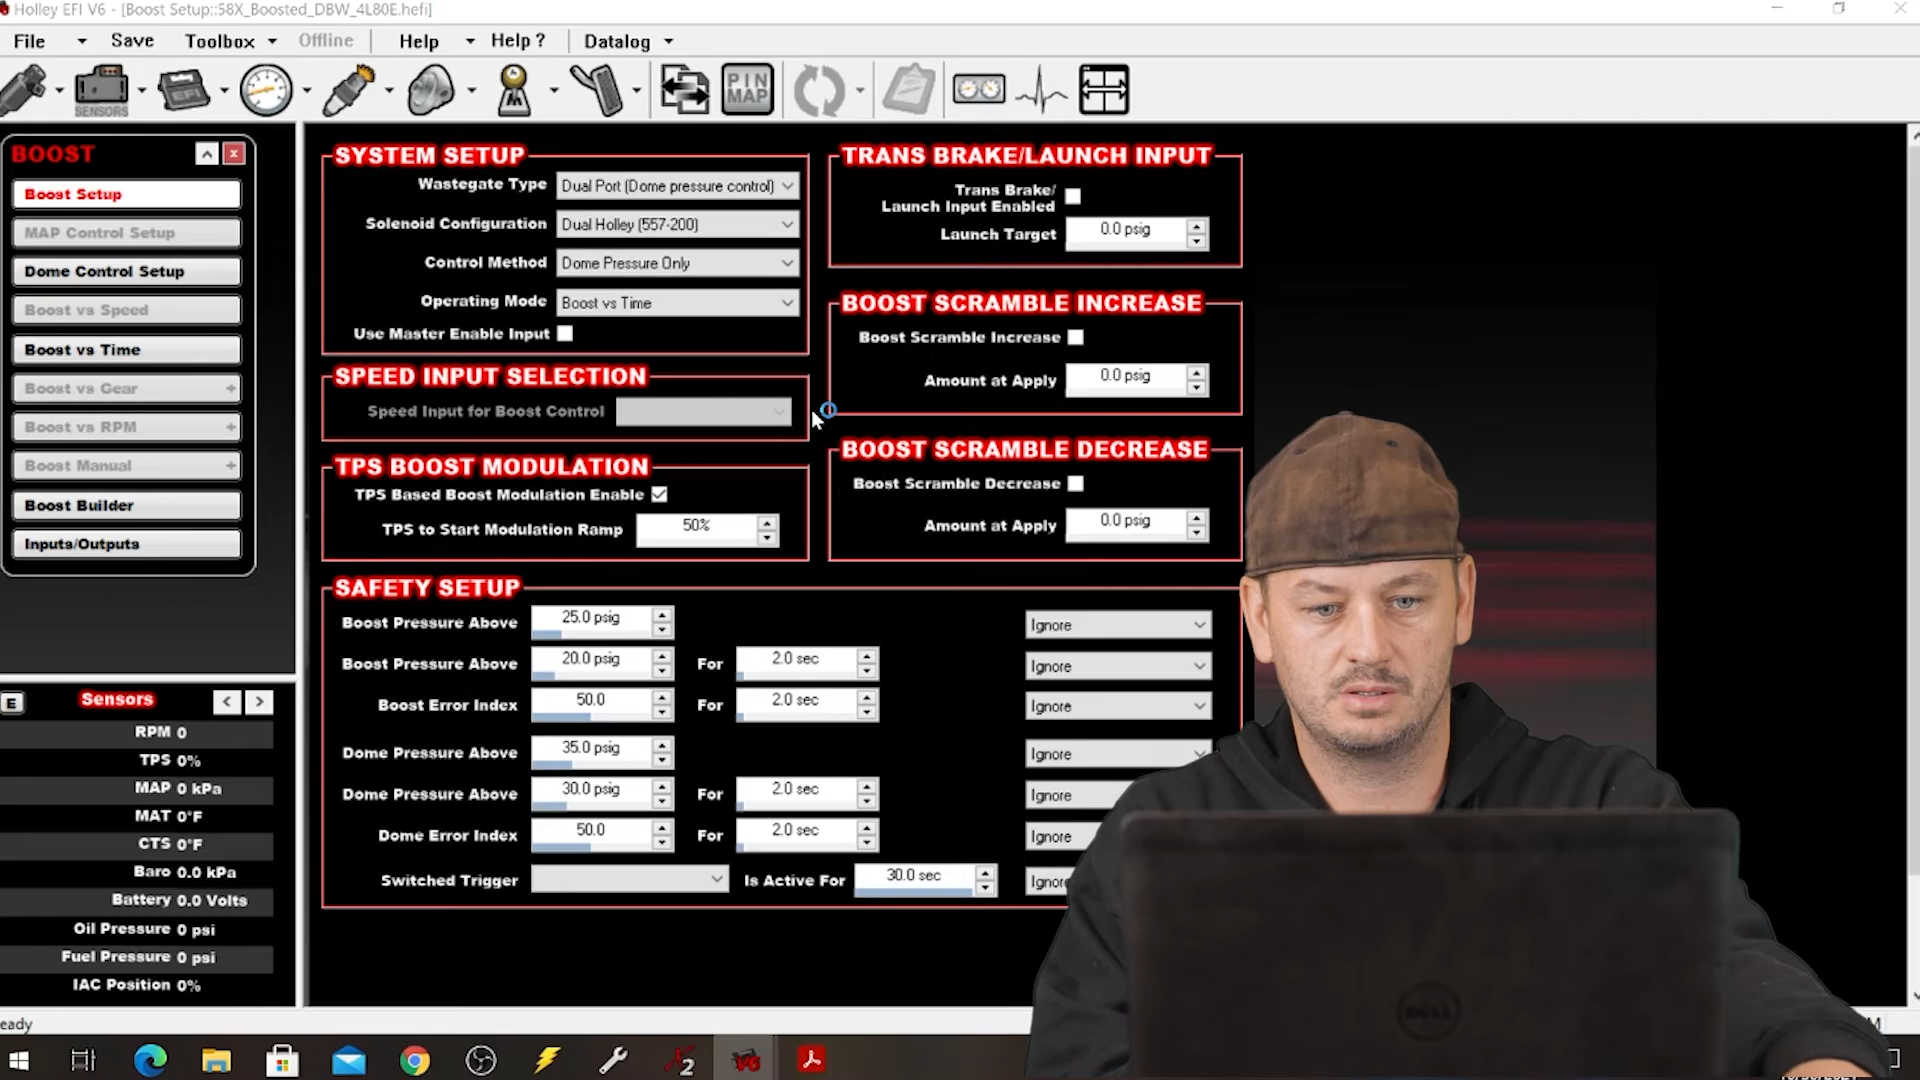 Holley EFI V6 - [Boost Setup::58X_Boosted_DBW_4L80E.hefi]
File Save Toolbox Offline Help Help ? Datalog
SENSORS EFI PIN MAP
BOOST
Boost Setup
MAP Control Setup
Dome Control Setup
Boost vs Speed
Boost vs Time
Boost vs Gear +
Boost vs RPM +
Boost Manual +
Boost Builder
Inputs/Outputs
E Sensors < >
RPM 0
TPS 0%
MAP 0 kPa
MAT 0°F
CTS 0°F
Baro 0.0 kPa
Battery 0.0 Volts
Oil Pressure 0 psi
Fuel Pressure 0 psi
IAC Position 0%
SYSTEM SETUP
Wastegate Type Dual Port (Dome pressure control)
Solenoid Configuration Dual Holley (557-200)
Control Method Dome Pressure Only
Operating Mode Boost vs Time
Use Master Enable Input
SPEED INPUT SELECTION
Speed Input for Boost Control
TPS BOOST MODULATION
TPS Based Boost Modulation Enable
TPS to Start Modulation Ramp 50%
TRANS BRAKE/LAUNCH INPUT
Trans Brake/
Launch Input Enabled
Launch Target 0.0 psig
BOOST SCRAMBLE INCREASE
Boost Scramble Increase
Amount at Apply 0.0 psig
BOOST SCRAMBLE DECREASE
Boost Scramble Decrease
Amount at Apply 0.0 psig
SAFETY SETUP
Boost Pressure Above 25.0 psig Ignore
Boost Pressure Above 20.0 psig For 2.0 sec Ignore
Boost Error Index 50.0 For 2.0 sec Ignore
Dome Pressure Above 35.0 psig Ignore
Dome Pressure Above 30.0 psig For 2.0 sec Ignore
Dome Error Index 50.0 For 2.0 sec Ignore
Switched Trigger Is Active For 30.0 sec Ignore
eady
2 V6
DELL